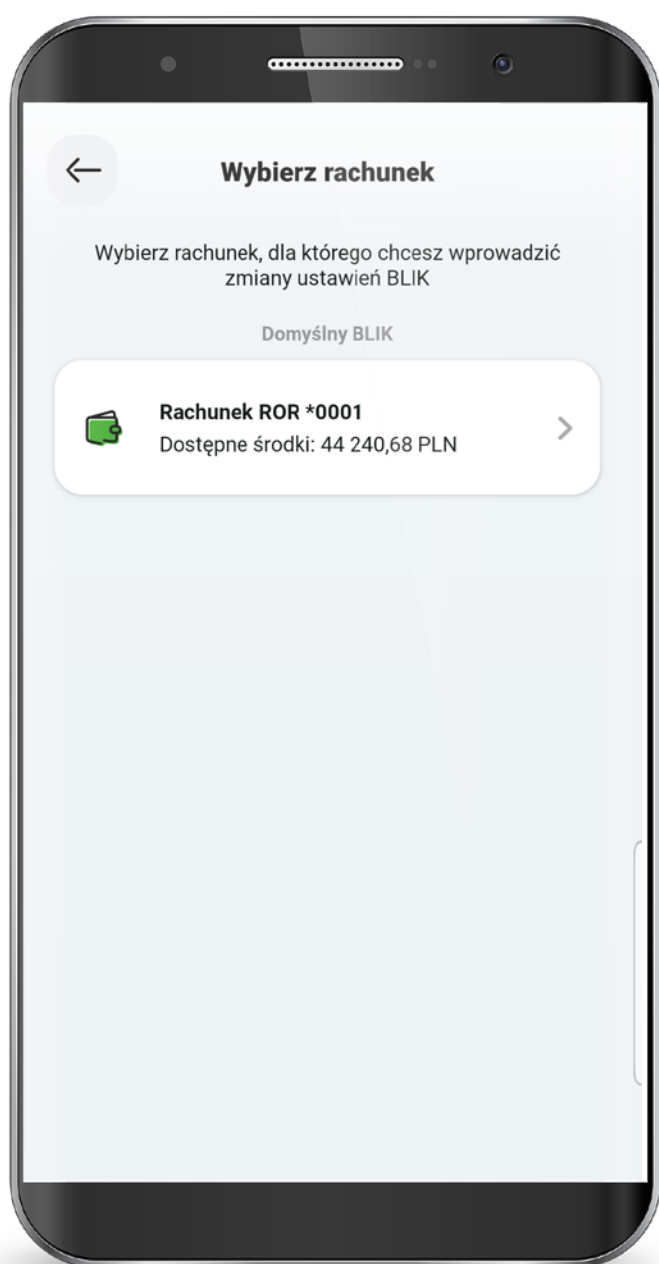 Wybierz rachunek
Wybierz rachunek, dla którego chcesz wprowadzić
zmiany ustawień BLIK
Domyślny BLIK
Rachunek ROR *0001
Dostępne środki: 44 240,68 PLN